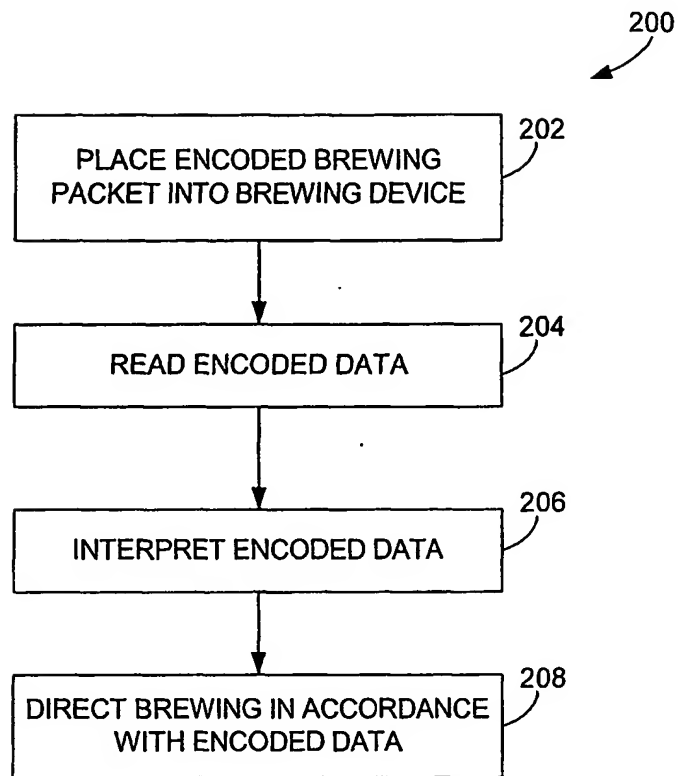 200
202
PLACE ENCODED BREWING
PACKET INTO BREWING DEVICE
204
READ ENCODED DATA
206
INTERPRET ENCODED DATA
208
DIRECT BREWING IN ACCORDANCE
WITH ENCODED DATA